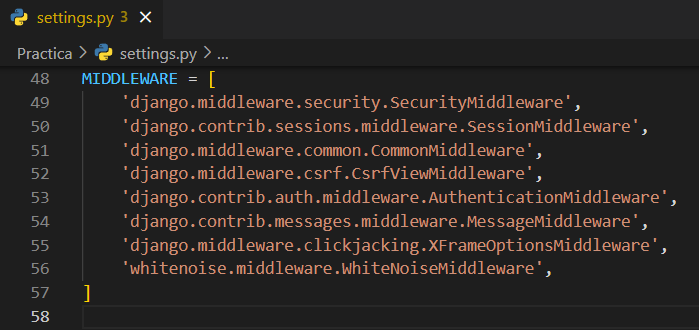 settings.py 3 ×
Practica > settings.py > ...
48 MIDDLEWARE = [
49     'django.middleware.security.SecurityMiddleware',
50     'django.contrib.sessions.middleware.SessionMiddleware',
51     'django.middleware.common.CommonMiddleware',
52     'django.middleware.csrf.CsrfViewMiddleware',
53     'django.contrib.auth.middleware.AuthenticationMiddleware',
54     'django.contrib.messages.middleware.MessageMiddleware',
55     'django.middleware.clickjacking.XFrameOptionsMiddleware',
56     'whitenoise.middleware.WhiteNoiseMiddleware',
57 ]
58